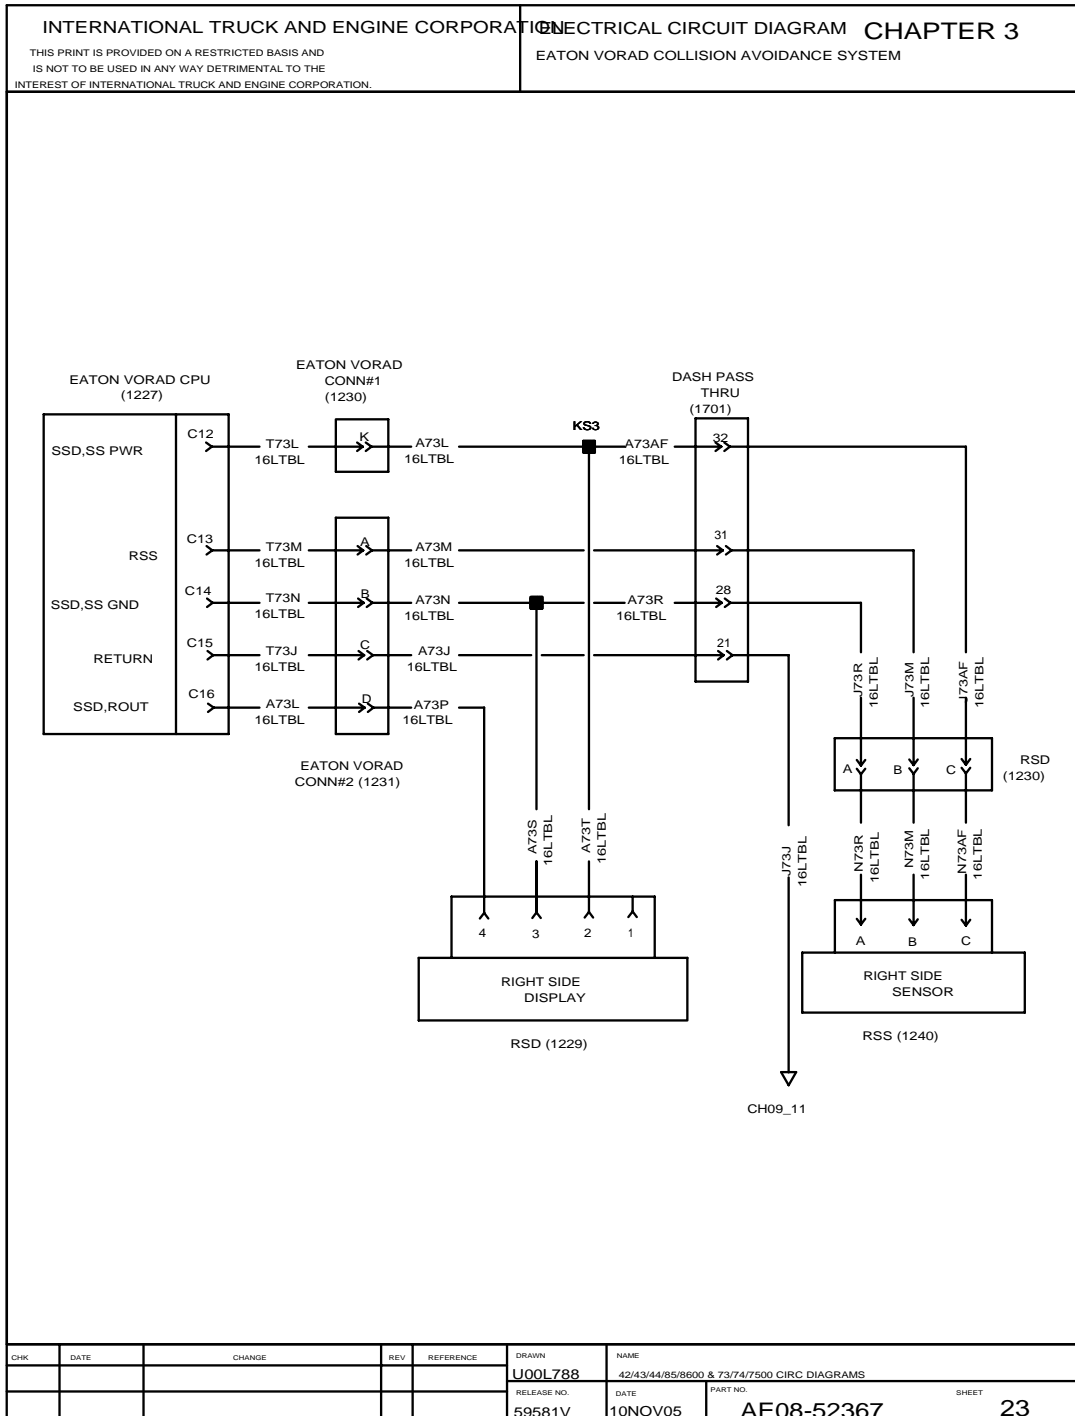 INTERNATIONAL TRUCK AND ENGINE CORPORATION
THIS PRINT IS PROVIDED ON A RESTRICTED BASIS AND
IS NOT TO BE USED IN ANY WAY DETRIMENTAL TO THE
INTEREST OF INTERNATIONAL TRUCK AND ENGINE CORPORATION.
ELECTRICAL CIRCUIT DIAGRAM CHAPTER 3
EATON VORAD COLLISION AVOIDANCE SYSTEM
EATON VORAD CPU
(1227)
EATON VORAD
CONN#1
(1230)
DASH PASS
THRU
(1701)
KS3
SSD,SS PWR
C12
T73L
16LTBL
K
A73L
16LTBL
A73AF
16LTBL
32
RSS
C13
T73M
16LTBL
A
A73M
16LTBL
31
SSD,SS GND
C14
T73N
16LTBL
B
A73N
16LTBL
A73R
16LTBL
28
RETURN
C15
T73J
16LTBL
C
A73J
16LTBL
21
SSD,ROUT
C16
A73L
16LTBL
D
A73P
16LTBL
EATON VORAD
CONN#2 (1231)
J73R
16LTBL
J73M
16LTBL
J73AF
16LTBL
A
B
C
RSD
(1230)
A73S
16LTBL
A73T
16LTBL
J73J
16LTBL
N73R
16LTBL
N73M
16LTBL
N73AF
16LTBL
4
3
2
1
RIGHT SIDE
DISPLAY
RSD (1229)
A
B
C
RIGHT SIDE
SENSOR
RSS (1240)
CH09_11
CHK
DATE
CHANGE
REV
REFERENCE
DRAWN
U00L788
NAME
42/43/44/85/8600 & 73/74/7500 CIRC DIAGRAMS
RELEASE NO.
59581V
DATE
10NOV05
PART NO.
AE08-52367
SHEET
23